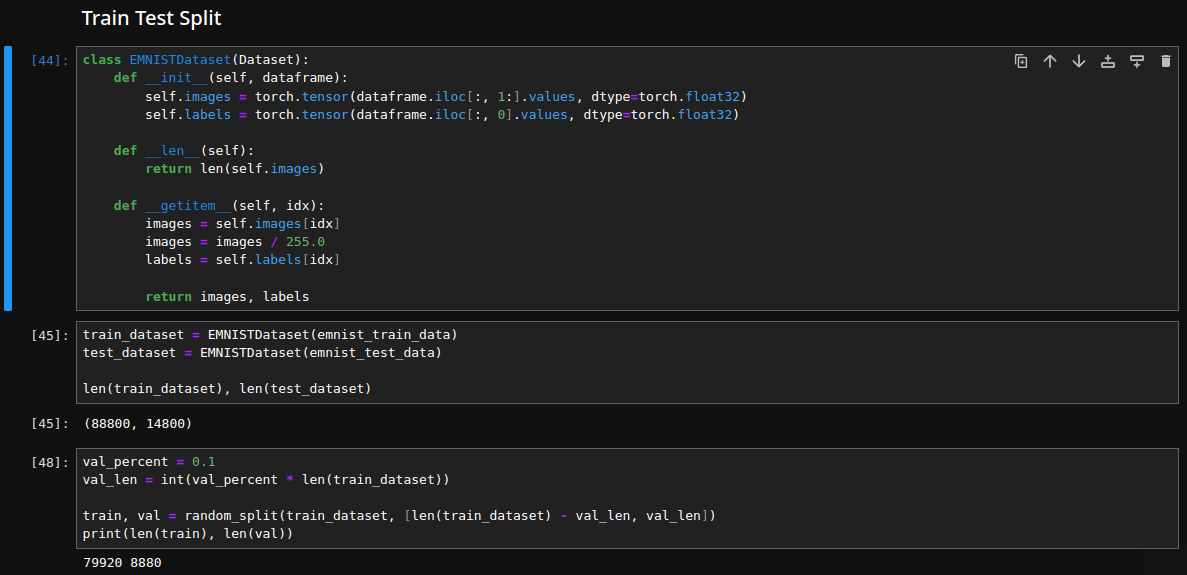 Train Test Split
[44]:
class EMNISTDataset(Dataset):
    def __init__(self, dataframe):
        self.images = torch.tensor(dataframe.iloc[:, 1:].values, dtype=torch.float32)
        self.labels = torch.tensor(dataframe.iloc[:, 0].values, dtype=torch.float32)
    def __len__(self):
        return len(self.images)
    def __getitem__(self, idx):
        images = self.images[idx]
        images = images / 255.0
        labels = self.labels[idx]
        return images, labels
[45]:
train_dataset = EMNISTDataset(emnist_train_data)
test_dataset = EMNISTDataset(emnist_test_data)
len(train_dataset), len(test_dataset)
[45]: (88800, 14800)
[48]:
val_percent = 0.1
val_len = int(val_percent * len(train_dataset))
train, val = random_split(train_dataset, [len(train_dataset) - val_len, val_len])
print(len(train), len(val))
79920 8880